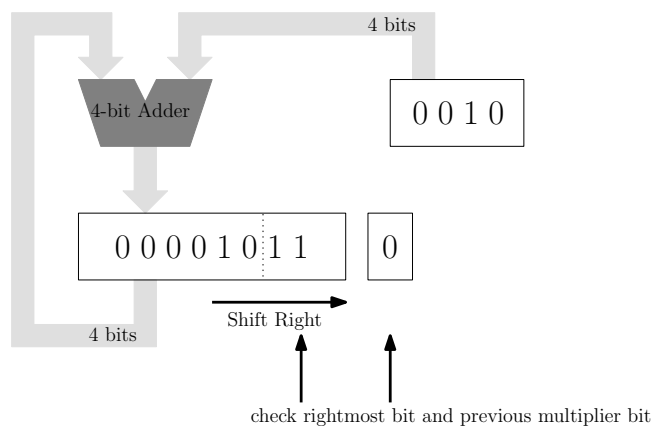 4 bits
4-bit Adder
0 0 1 0
0 0 0 0 1 0 1 1
0
Shift Right
4 bits
check rightmost bit and previous multiplier bit